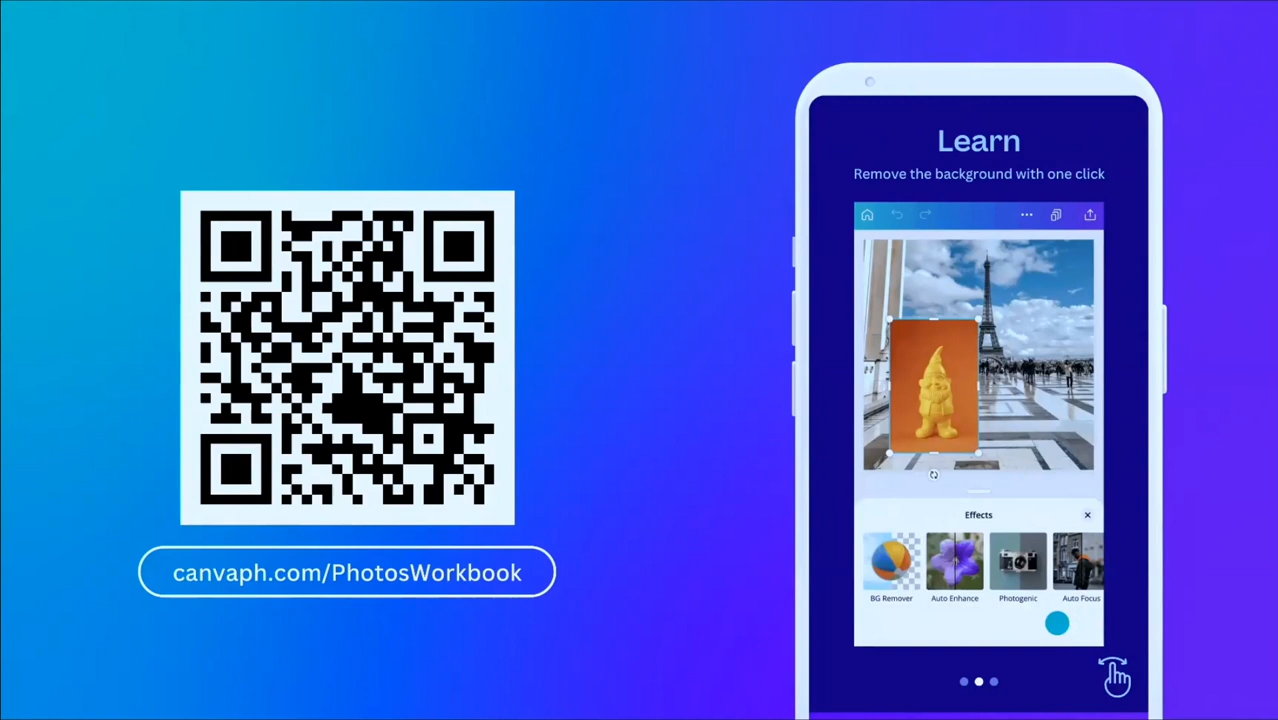 canvaph.com/PhotosWorkbook
Learn
Remove the background with one click
Effects
BG Remover
Auto Enhance
Photogenic
Auto Focus